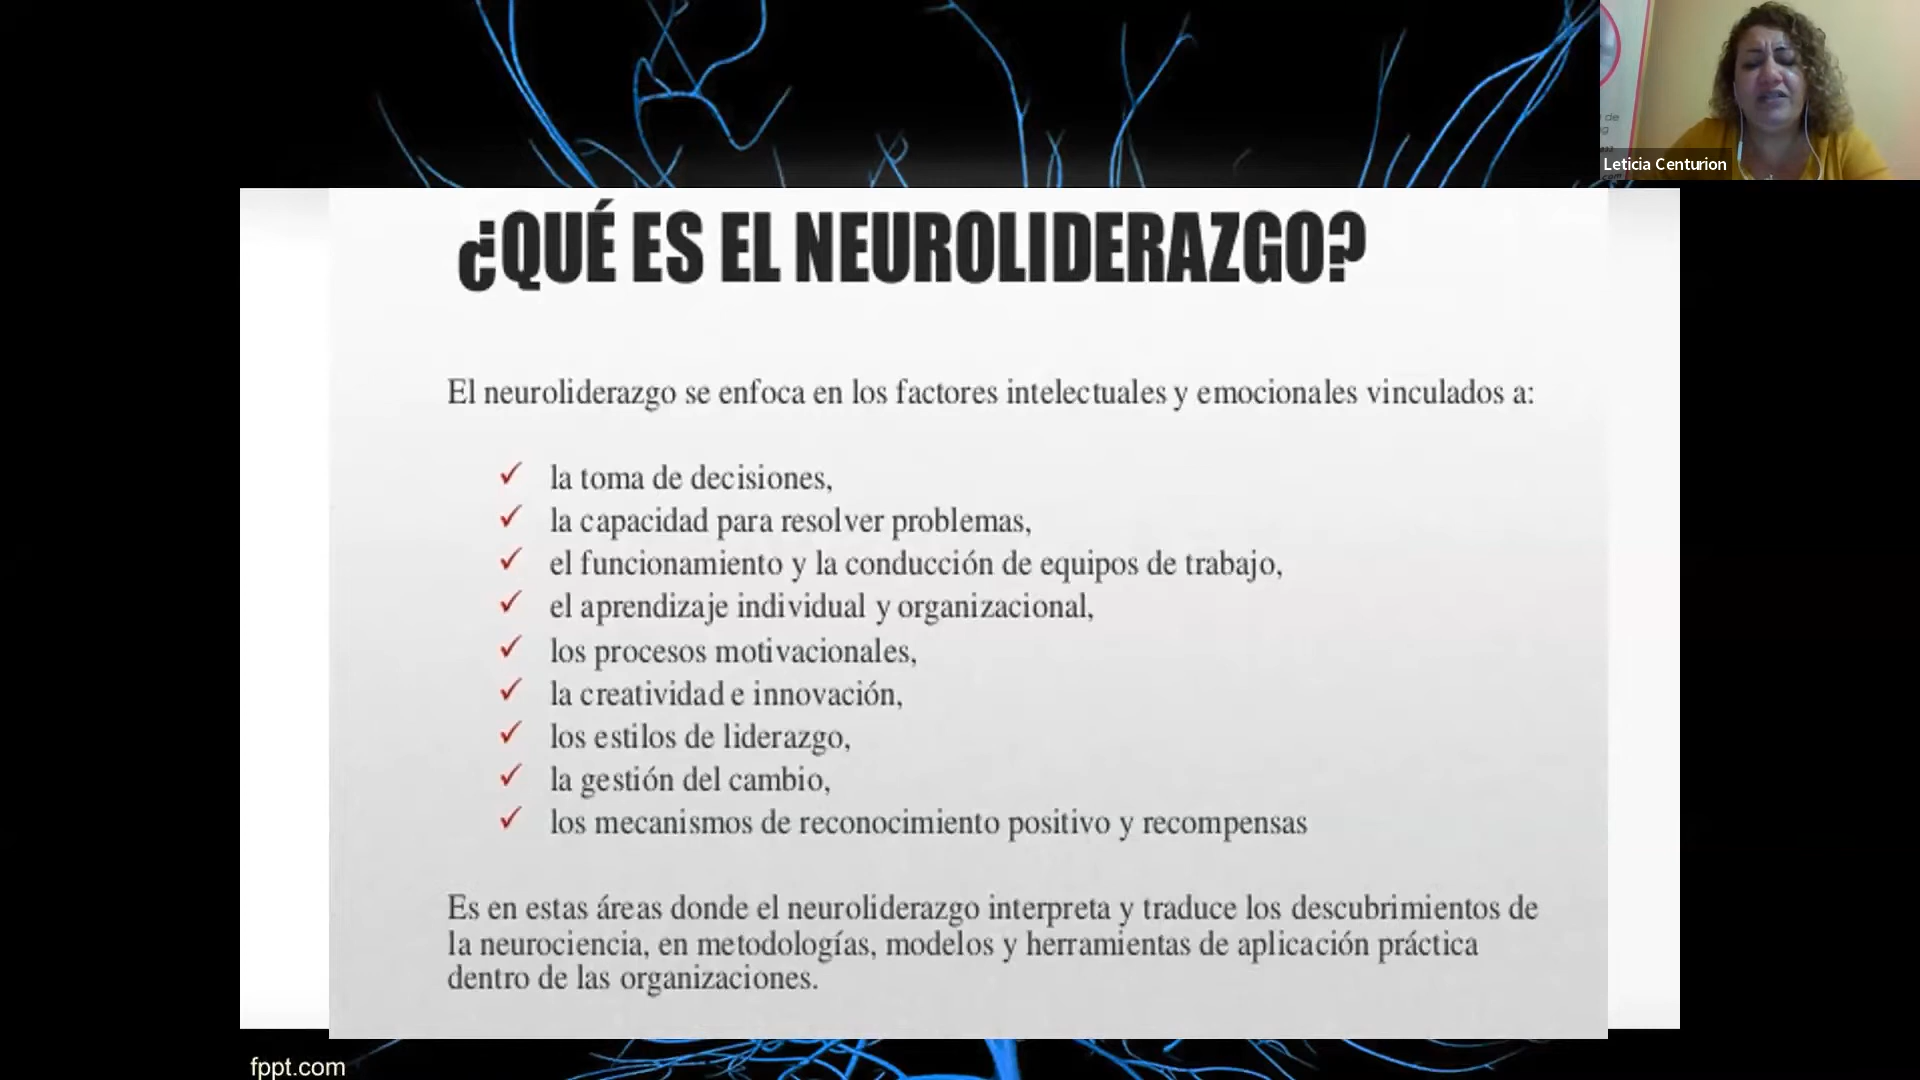 ¿QUÉ ES EL NEUROLIDERAZGO?
El neuroliderazgo se enfoca en los factores intelectuales y emocionales vinculados a:
✓ la toma de decisiones,
✓ la capacidad para resolver problemas,
✓ el funcionamiento y la conducción de equipos de trabajo,
✓ el aprendizaje individual y organizacional,
✓ los procesos motivacionales,
✓ la creatividad e innovación,
✓ los estilos de liderazgo,
✓ la gestión del cambio,
✓ los mecanismos de reconocimiento positivo y recompensas
Es en estas áreas donde el neuroliderazgo interpreta y traduce los descubrimientos de
la neurociencia, en metodologías, modelos y herramientas de aplicación práctica
dentro de las organizaciones.
fppt.com
de
Leticia Centurion